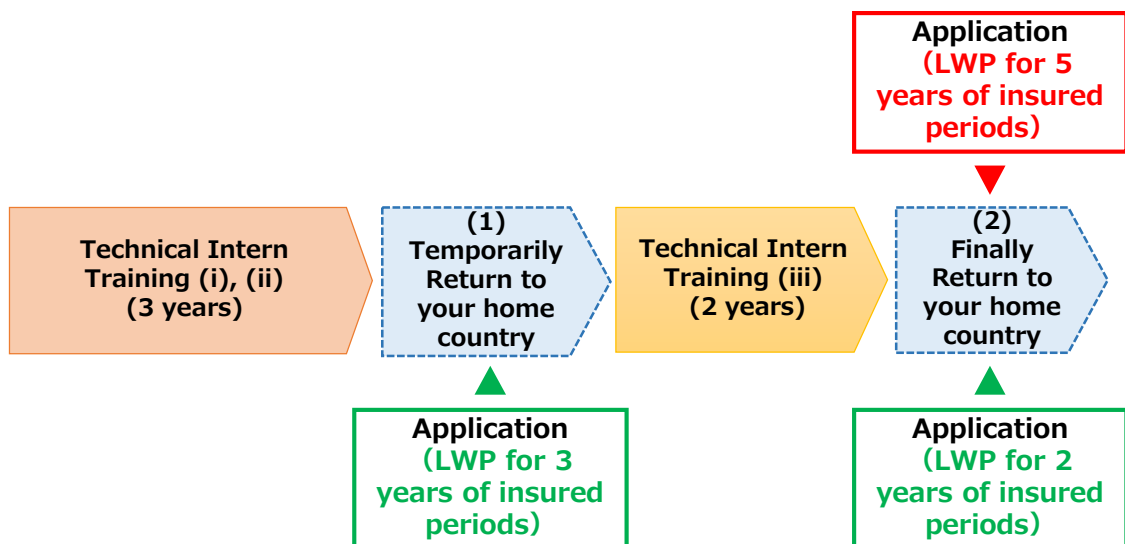 Application
（LWP for 5
years of insured
periods）
Technical Intern
Training (i), (ii)
(3 years)
(1)
Temporarily
Return to
your home
country
Technical Intern
Training (iii)
(2 years)
(2)
Finally
Return to
your home
country
Application
（LWP for 3
years of insured
periods）
Application
（LWP for 2
years of insured
periods）